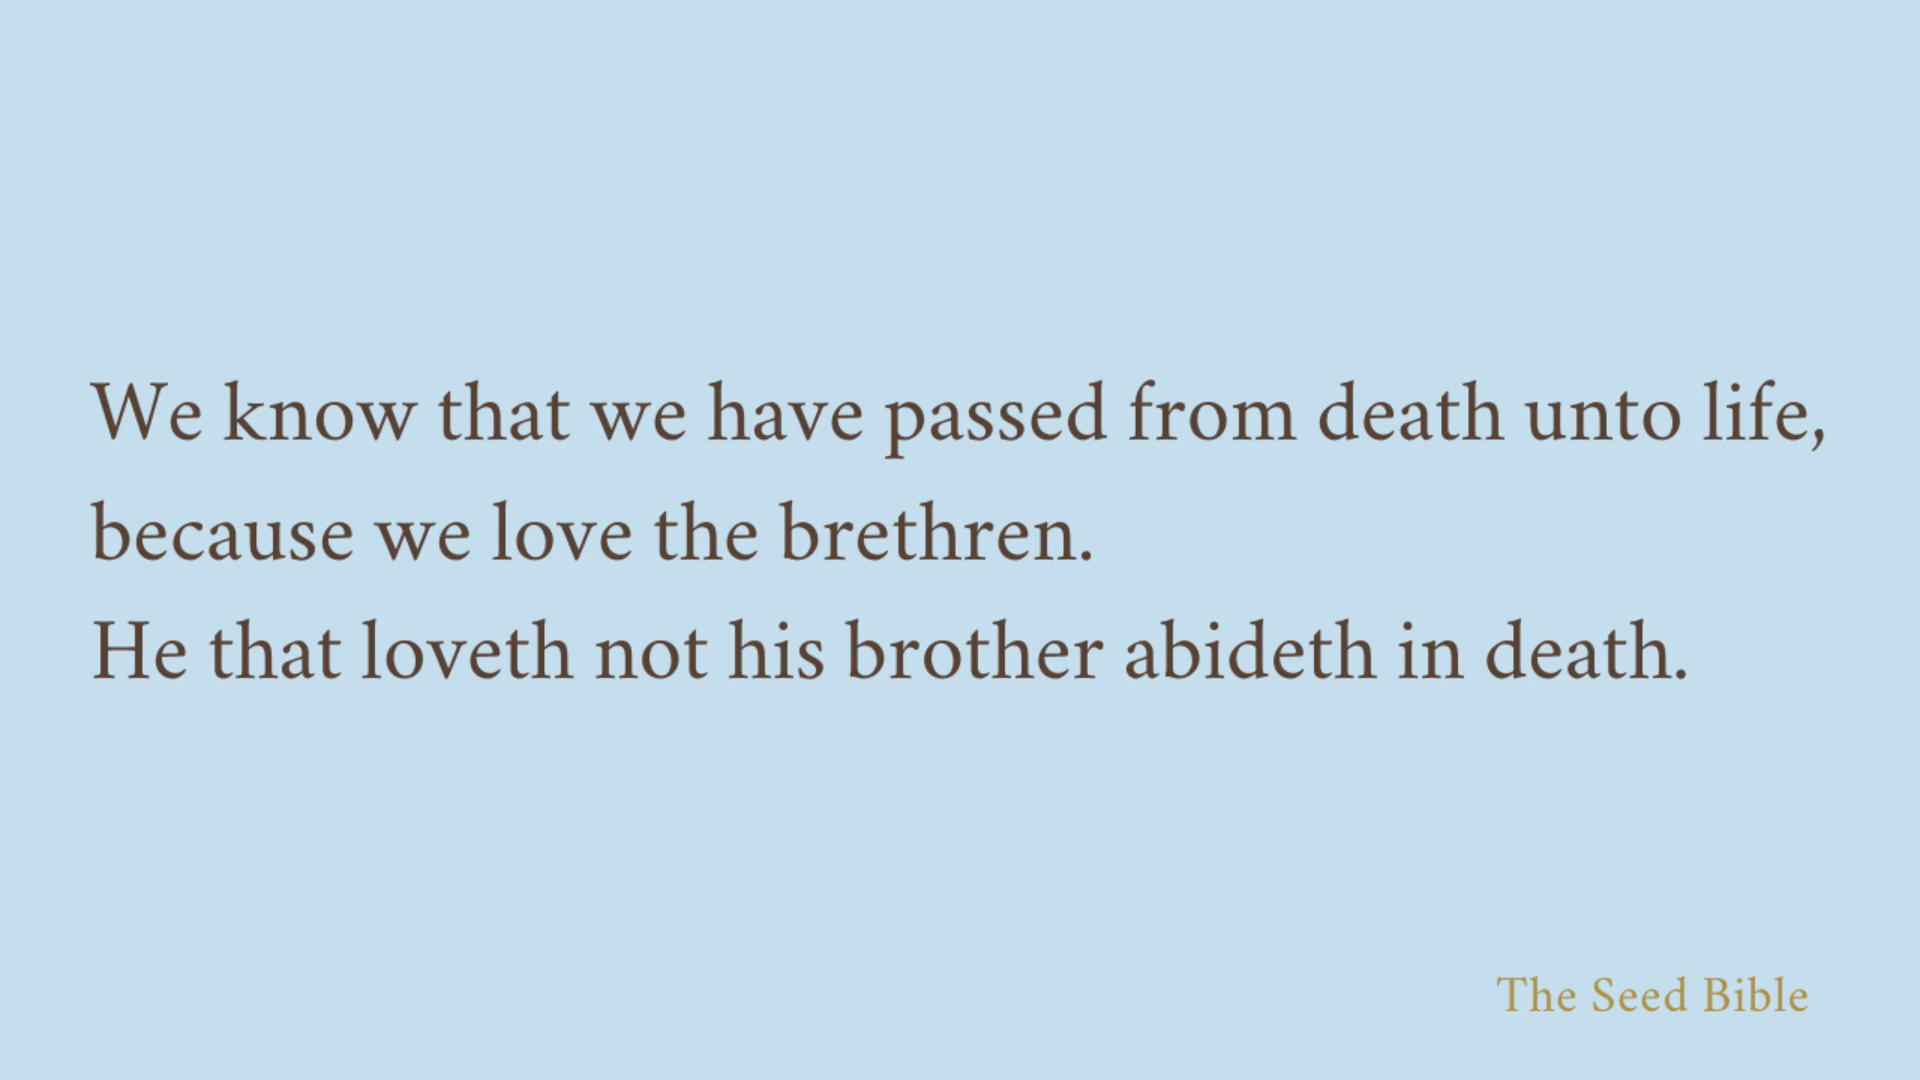 We know that we have passed from death unto life,
because we love the brethren.
He that loveth not his brother abideth in death.
The Seed Bible